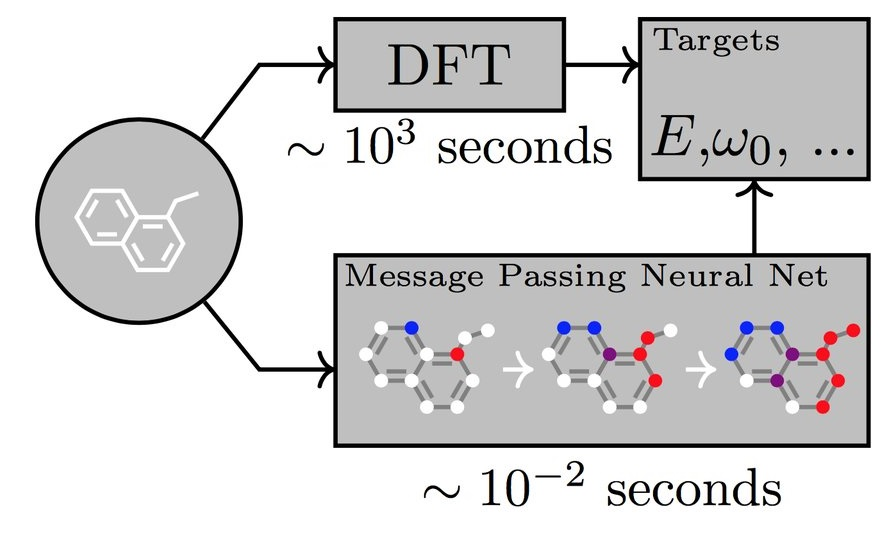 DFT
Targets
E,ω₀, ...
∼ 10³ seconds
Message Passing Neural Net
∼ 10⁻² seconds